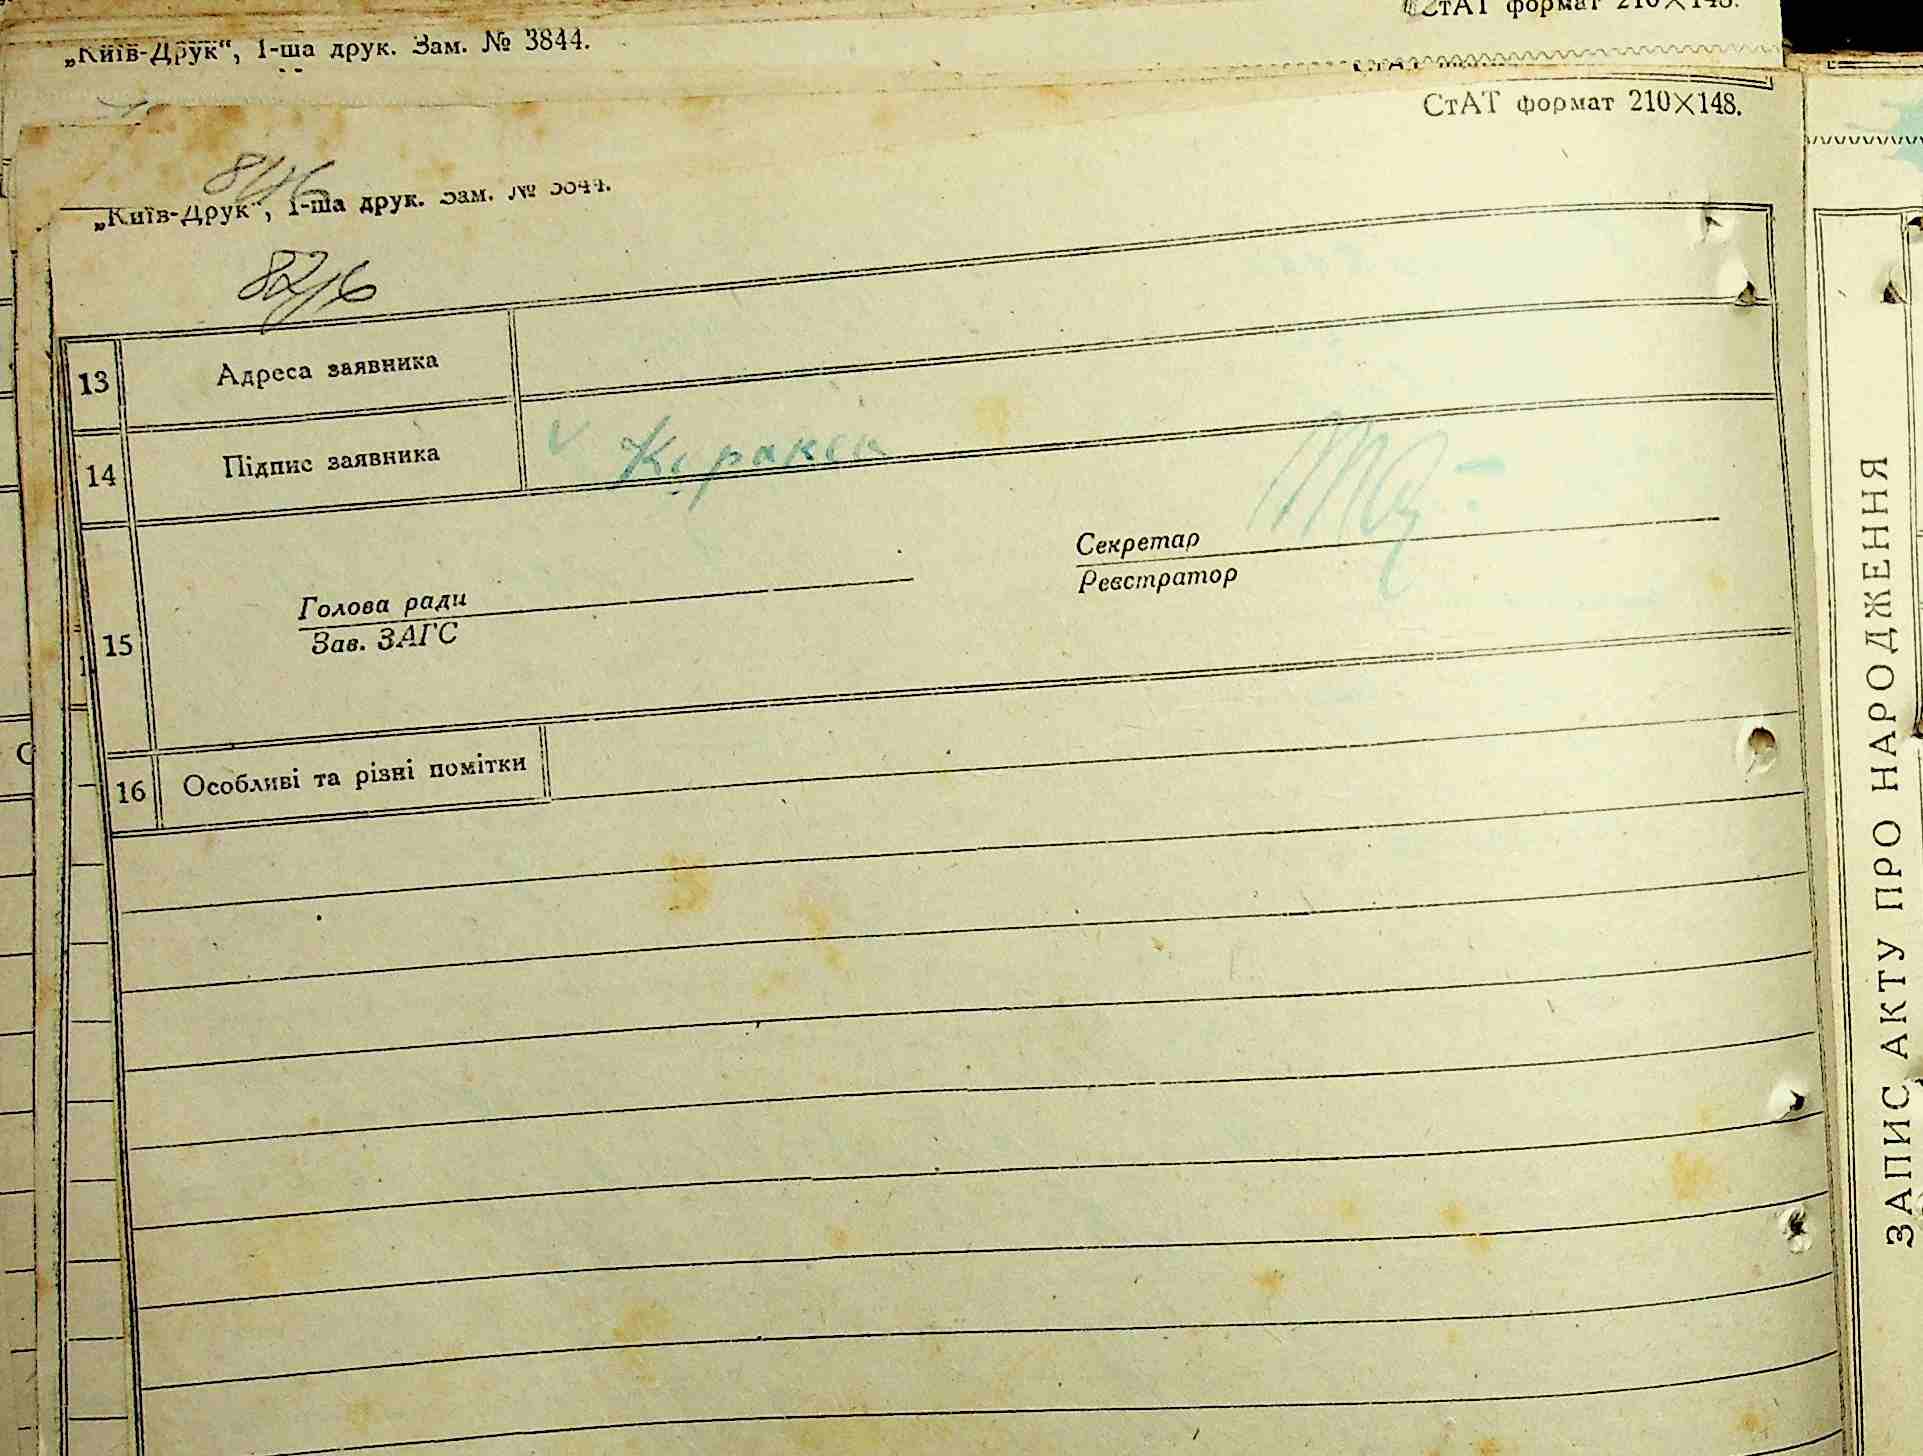 СтАТ формат 210×148.
„Київ-Друк“, 1-ша друк. Зам. № 3844.
СтАТ формат 210×148.
„Київ-Друк“, 1-ша друк. Зам. № 3844.
13 Адреса заявника
14 Підпис заявника
15
Голова ради
Зав. ЗАГС
Секретар
Реєстратор
16 Особливі та різні помітки
ЗАПИС АКТУ ПРО НАРОДЖЕННЯ